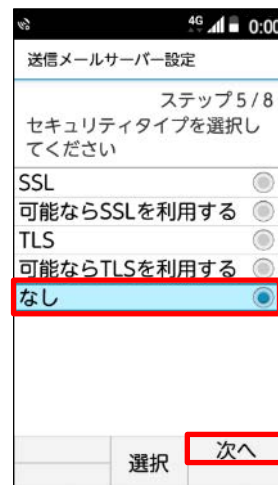 4G 0:00
送信メールサーバー設定
ステップ5/8
セキュリティタイプを選択し
てください
SSL
可能ならSSLを利用する
TLS
可能ならTLSを利用する
なし
選択 次へ